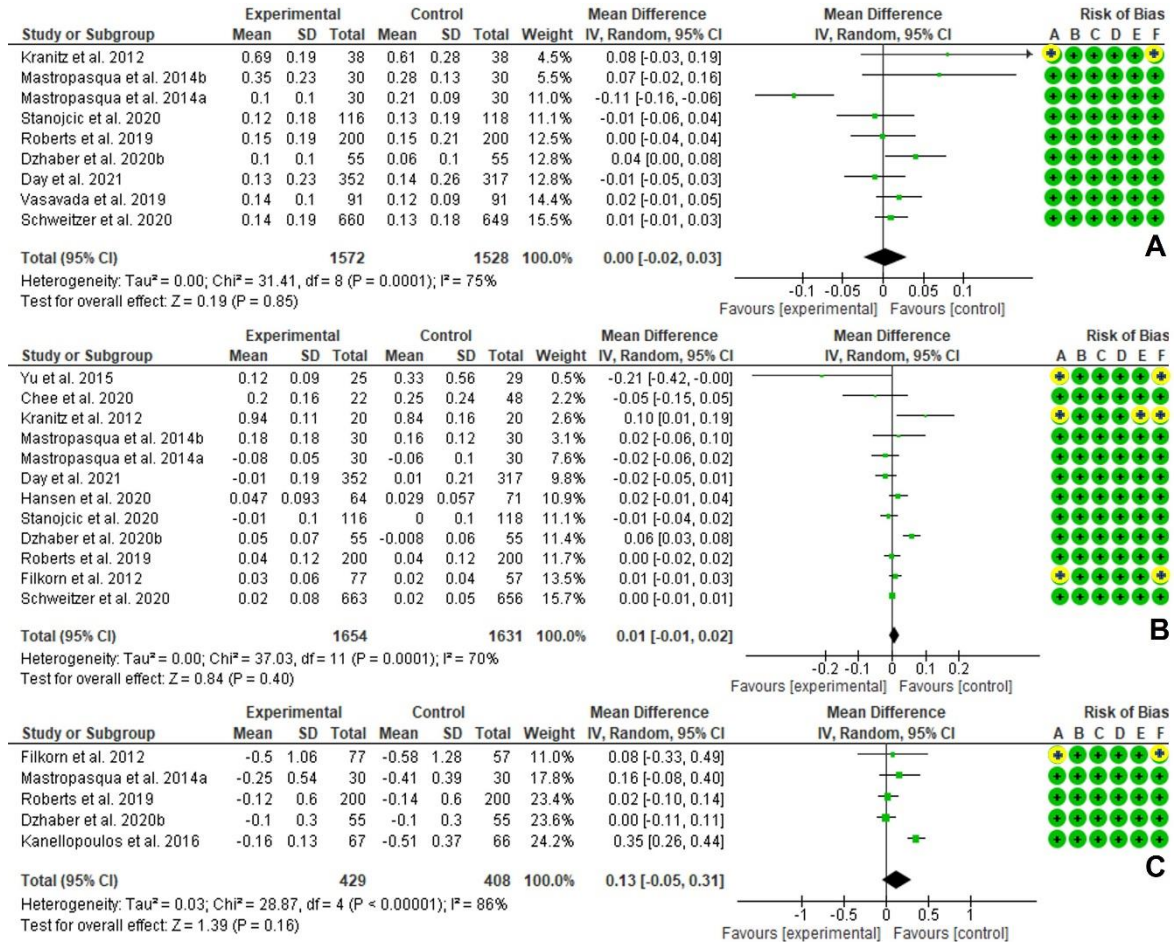 Experimental Control Mean Difference Mean Difference Risk of Bias
Study or Subgroup Mean SD Total Mean SD Total Weight IV, Random, 95% CI IV, Random, 95% CI A B C D E F
Kranitz et al. 2012 0.69 0.19 38 0.61 0.28 38 4.5% 0.08 [-0.03, 0.19]
Mastropasqua et al. 2014b 0.35 0.23 30 0.28 0.13 30 5.5% 0.07 [-0.02, 0.16]
Mastropasqua et al. 2014a 0.1 0.1 30 0.21 0.09 30 11.0% -0.11 [-0.16, -0.06]
Stanojcic et al. 2020 0.12 0.18 116 0.13 0.19 118 11.1% -0.01 [-0.06, 0.04]
Roberts et al. 2019 0.15 0.19 200 0.15 0.21 200 12.5% 0.00 [-0.04, 0.04]
Dzhaber et al. 2020b 0.1 0.1 55 0.06 0.1 55 12.8% 0.04 [0.00, 0.08]
Day et al. 2021 0.13 0.23 352 0.14 0.26 317 12.8% -0.01 [-0.05, 0.03]
Vasavada et al. 2019 0.14 0.1 91 0.12 0.09 91 14.2% 0.02 [-0.01, 0.05]
Schweitzer et al. 2020 0.14 0.19 660 0.13 0.18 649 15.5% 0.01 [-0.01, 0.03]
A
Total (95% CI) 1572 1528 100.0% 0.00 [-0.02, 0.03]
Heterogeneity: Tau² = 0.00; Chi² = 31.41, df = 8 (P = 0.0001); I² = 75%
-0.1 -0.05 0 0.05 0.1
Test for overall effect: Z = 0.19 (P = 0.85)
Favours [experimental] Favours [control]
Experimental Control Mean Difference Mean Difference Risk of Bias
Study or Subgroup Mean SD Total Mean SD Total Weight IV, Random, 95% CI IV, Random, 95% CI A B C D E F
Yu et al. 2015 0.12 0.09 25 0.33 0.56 29 0.5% -0.21 [-0.42, -0.00]
Chee et al. 2020 0.2 0.16 22 0.25 0.24 48 2.2% -0.05 [-0.15, 0.05]
Kranitz et al. 2012 0.94 0.11 20 0.84 0.16 20 2.6% 0.10 [0.01, 0.19]
Mastropasqua et al. 2014b 0.18 0.18 30 0.16 0.12 30 3.1% 0.02 [-0.06, 0.10]
Mastropasqua et al. 2014a -0.08 0.05 30 -0.06 0.1 30 7.6% -0.02 [-0.06, 0.02]
Day et al. 2021 -0.01 0.19 352 0.01 0.21 317 9.8% -0.02 [-0.05, 0.01]
Hansen et al. 2020 0.047 0.093 64 0.029 0.057 71 10.9% 0.02 [-0.01, 0.04]
Stanojcic et al. 2020 -0.01 0.1 116 0 0.1 118 11.1% -0.01 [-0.04, 0.02]
Dzhaber et al. 2020b 0.05 0.07 55 -0.008 0.06 55 11.4% 0.06 [0.03, 0.08]
Roberts et al. 2019 0.04 0.12 200 0.04 0.12 200 11.7% 0.00 [-0.02, 0.02]
Filkorn et al. 2012 0.03 0.06 77 0.02 0.04 57 13.5% 0.01 [-0.01, 0.03]
Schweitzer et al. 2020 0.02 0.08 663 0.02 0.05 656 15.7% 0.00 [-0.01, 0.01]
B
Total (95% CI) 1654 1631 100.0% 0.01 [-0.01, 0.02]
Heterogeneity: Tau² = 0.00; Chi² = 37.03, df = 11 (P = 0.0001); I² = 70%
-0.2 -0.1 0 0.1 0.2
Test for overall effect: Z = 0.84 (P = 0.40)
Favours [experimental] Favours [control]
Experimental Control Mean Difference Mean Difference Risk of Bias
Study or Subgroup Mean SD Total Mean SD Total Weight IV, Random, 95% CI IV, Random, 95% CI A B C D E F
Filkorn et al. 2012 -0.5 1.06 77 -0.58 1.28 57 11.0% 0.08 [-0.33, 0.49]
Mastropasqua et al. 2014a -0.25 0.54 30 -0.41 0.39 30 17.8% 0.16 [-0.08, 0.40]
Roberts et al. 2019 -0.12 0.6 200 -0.14 0.6 200 23.4% 0.02 [-0.10, 0.14]
Dzhaber et al. 2020b -0.1 0.3 55 -0.1 0.3 55 23.6% 0.00 [-0.11, 0.11]
Kanellopoulos et al. 2016 -0.16 0.13 67 -0.51 0.37 66 24.2% 0.35 [0.26, 0.44]
C
Total (95% CI) 429 408 100.0% 0.13 [-0.05, 0.31]
Heterogeneity: Tau² = 0.03; Chi² = 28.87, df = 4 (P < 0.00001); I² = 86%
-1 -0.5 0 0.5 1
Test for overall effect: Z = 1.39 (P = 0.16)
Favours [experimental] Favours [control]